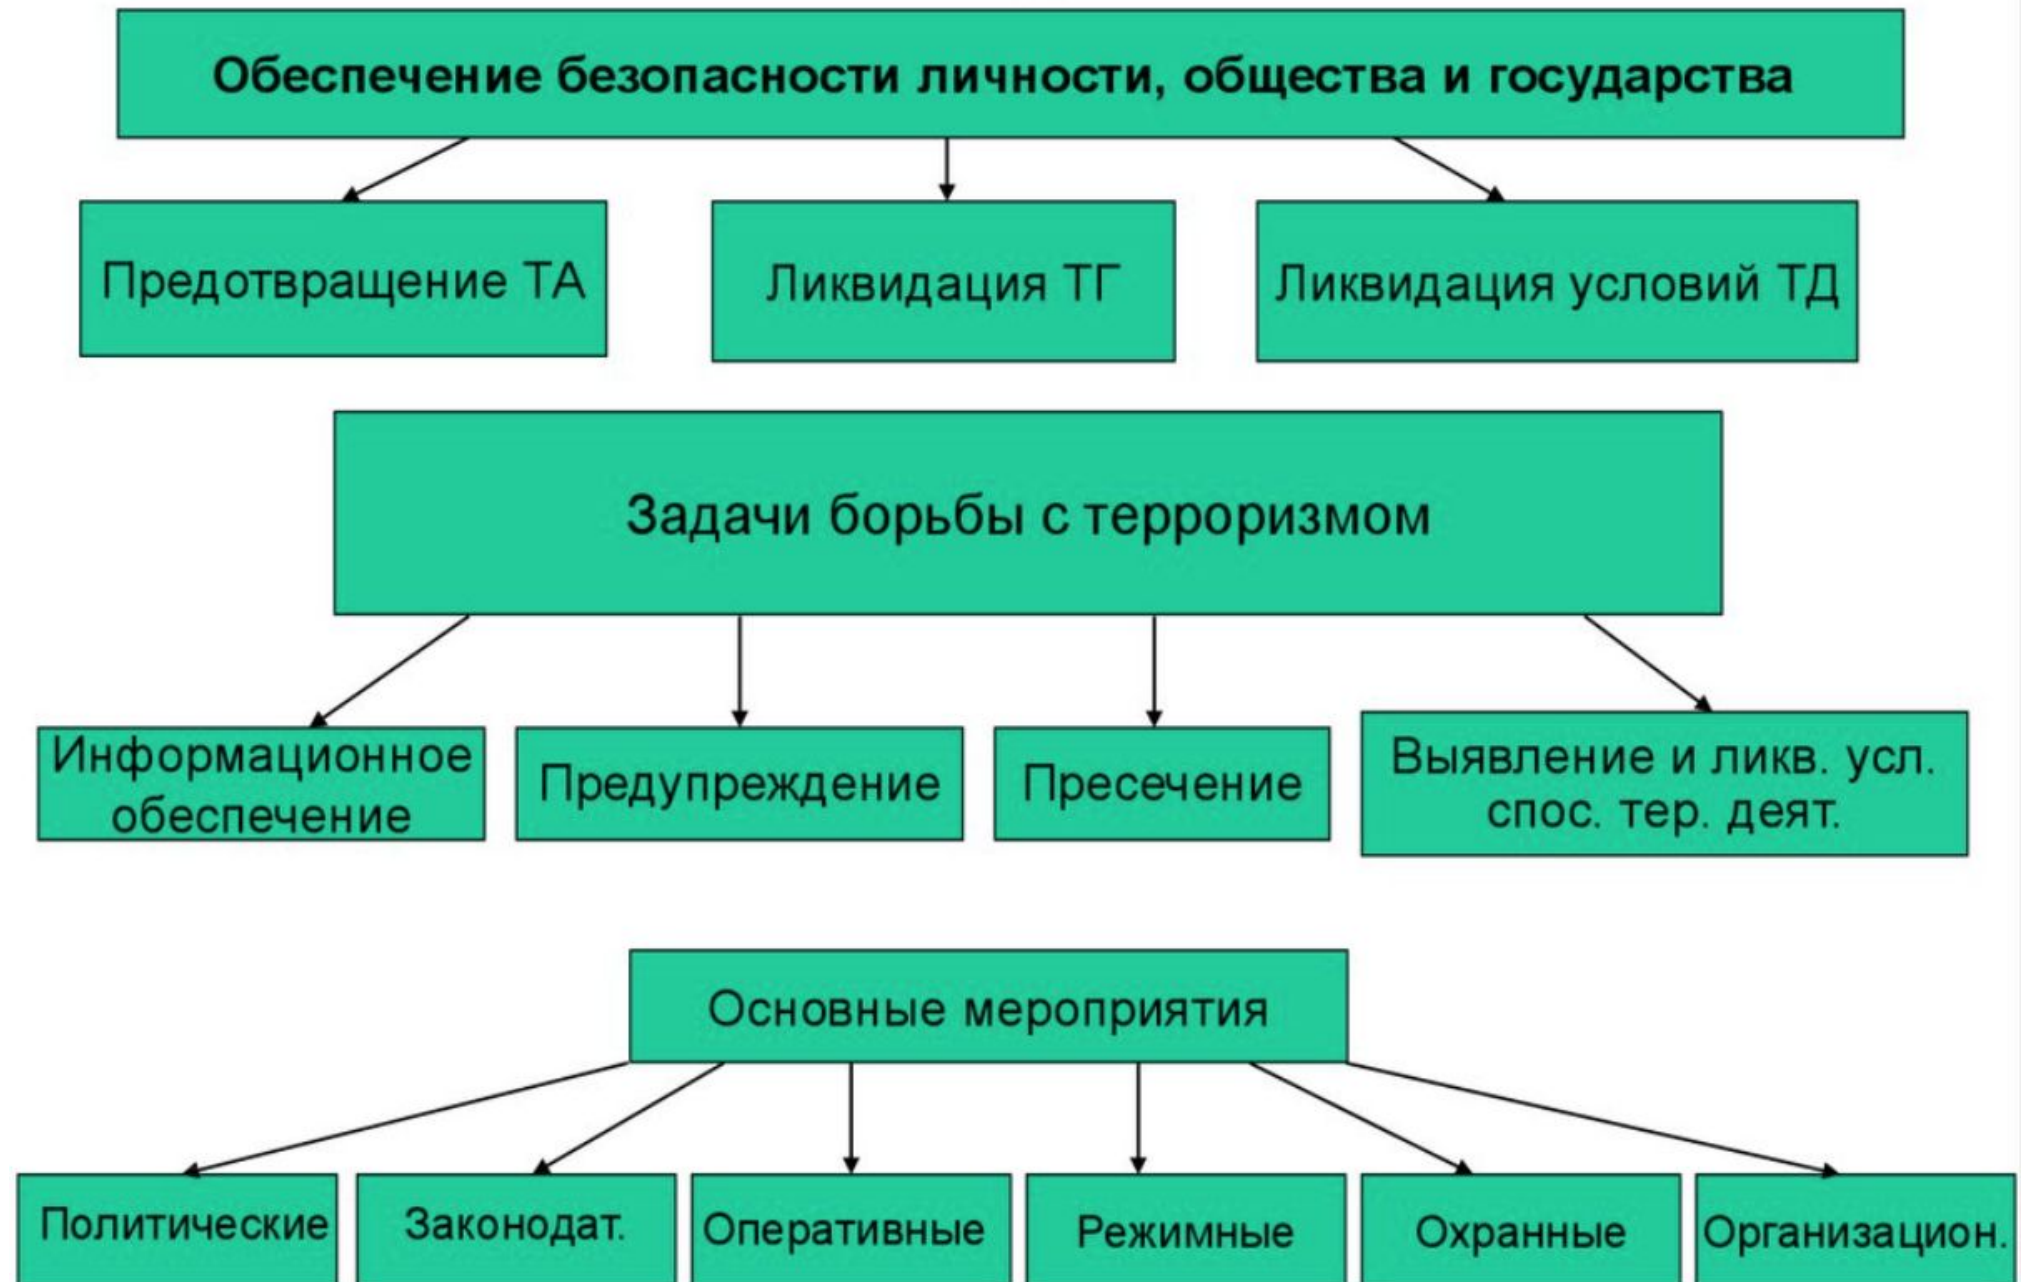 Обеспечение безопасности личности, общества и государства
Предотвращение ТА
Ликвидация ТГ
Ликвидация условий ТД
Задачи борьбы с терроризмом
Информационное
обеспечение
Предупреждение
Пресечение
Выявление и ликв. усл.
спос. тер. деят.
Основные мероприятия
Политические
Законодат.
Оперативные
Режимные
Охранные
Организацион.